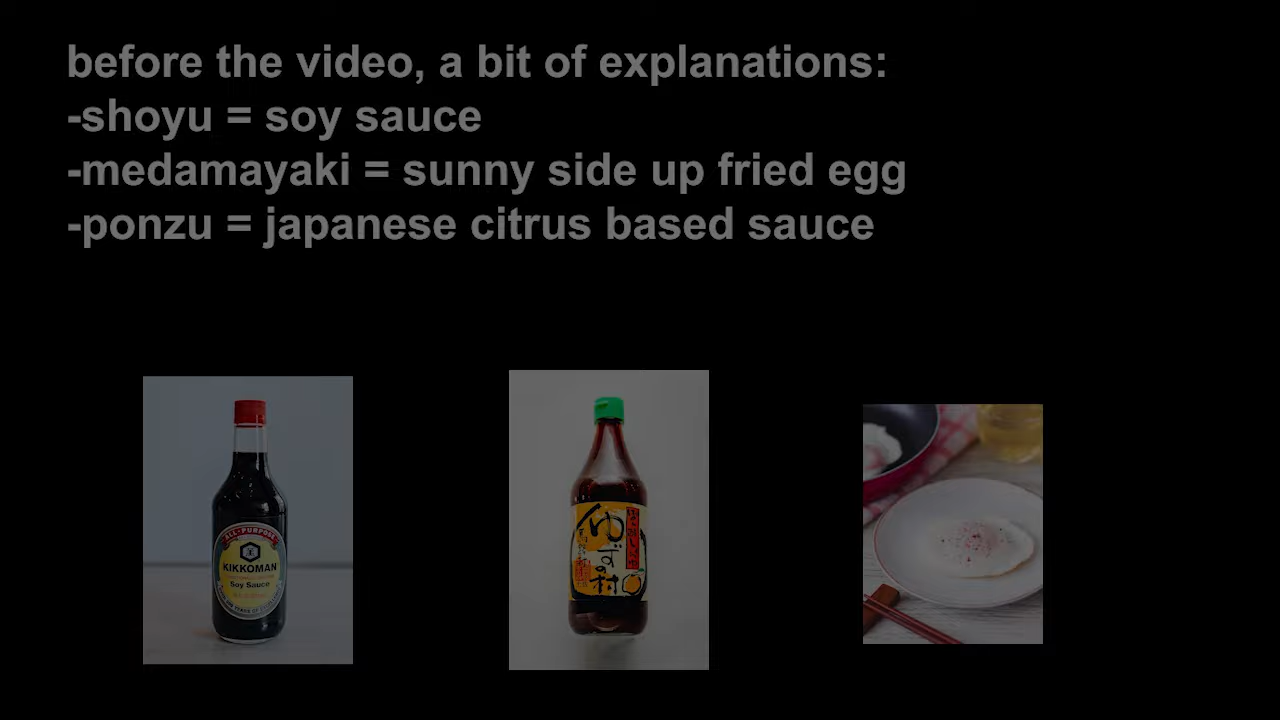 before the video, a bit of explanations:
-shoyu = soy sauce
-medamayaki = sunny side up fried egg
-ponzu = japanese citrus based sauce
ALL-PURPOSE
KIKKOMAN
Soy Sauce
ゆずの村